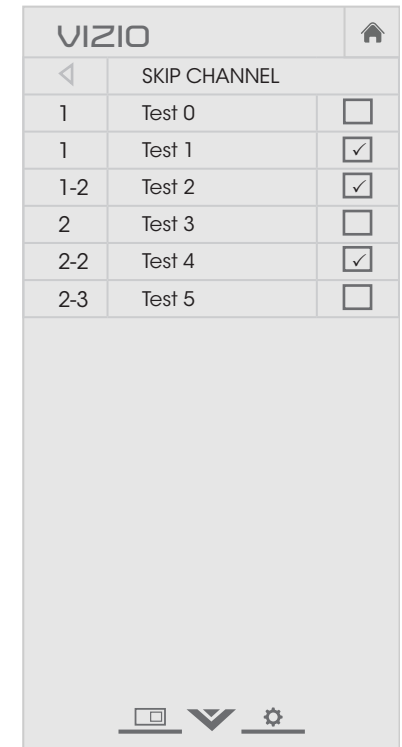 VIZIO
SKIP CHANNEL
1 Test 0
1 Test 1
1-2 Test 2
2 Test 3
2-2 Test 4
2-3 Test 5